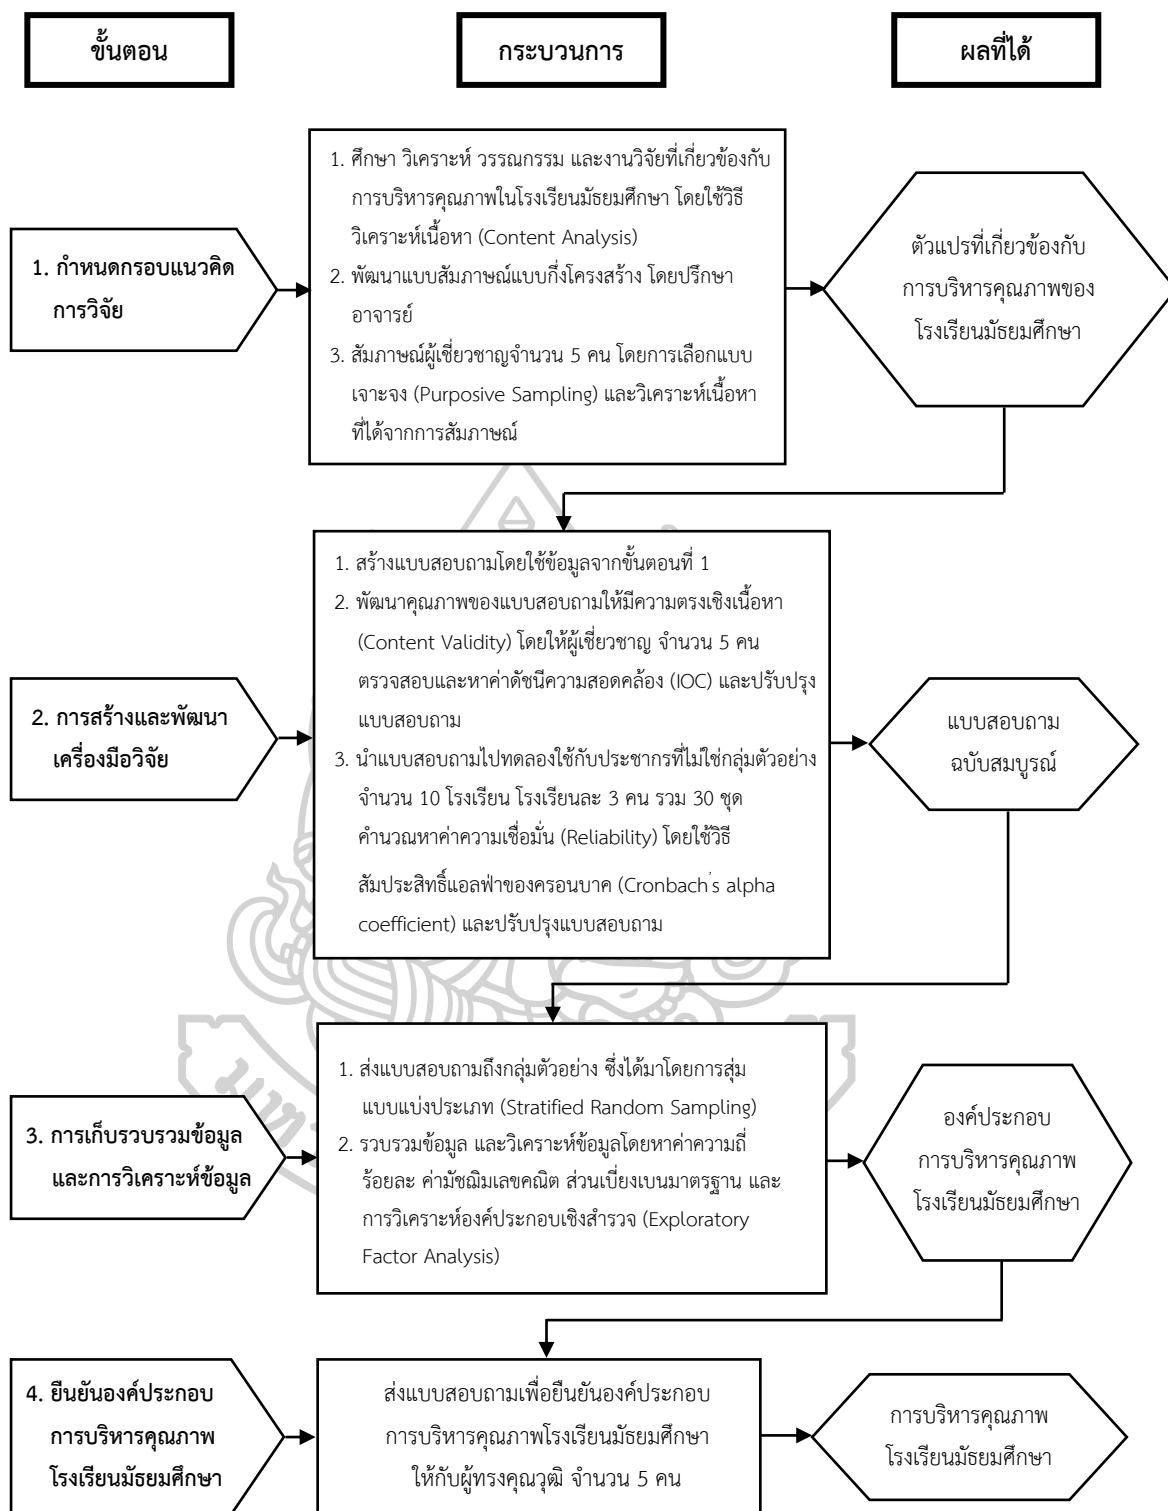 ขั้นตอน
กระบวนการ
ผลที่ได้
1. กำหนดกรอบแนวคิด
การวิจัย
1. ศึกษา วิเคราะห์ วรรณกรรม และงานวิจัยที่เกี่ยวข้องกับ
การบริหารคุณภาพในโรงเรียนมัธยมศึกษา โดยใช้วิธี
วิเคราะห์เนื้อหา (Content Analysis)
2. พัฒนาแบบสัมภาษณ์แบบกึ่งโครงสร้าง โดยปรึกษา
อาจารย์
3. สัมภาษณ์ผู้เชี่ยวชาญจำนวน 5 คน โดยการเลือกแบบ
เจาะจง (Purposive Sampling) และวิเคราะห์เนื้อหา
ที่ได้จากการสัมภาษณ์
ตัวแปรที่เกี่ยวข้องกับ
การบริหารคุณภาพของ
โรงเรียนมัธยมศึกษา
2. การสร้างและพัฒนา
เครื่องมือวิจัย
1. สร้างแบบสอบถามโดยใช้ข้อมูลจากขั้นตอนที่ 1
2. พัฒนาคุณภาพของแบบสอบถามให้มีความตรงเชิงเนื้อหา
(Content Validity) โดยให้ผู้เชี่ยวชาญ จำนวน 5 คน
ตรวจสอบและหาค่าดัชนีความสอดคล้อง (IOC) และปรับปรุง
แบบสอบถาม
3. นำแบบสอบถามไปทดลองใช้กับประชากรที่ไม่ใช่กลุ่มตัวอย่าง
จำนวน 10 โรงเรียน โรงเรียนละ 3 คน รวม 30 ชุด
คำนวณหาค่าความเชื่อมั่น (Reliability) โดยใช้วิธี
สัมประสิทธิ์แอลฟ่าของครอนบาค (Cronbach's alpha
coefficient) และปรับปรุงแบบสอบถาม
แบบสอบถาม
ฉบับสมบูรณ์
3. การเก็บรวบรวมข้อมูล
และการวิเคราะห์ข้อมูล
1. ส่งแบบสอบถามถึงกลุ่มตัวอย่าง ซึ่งได้มาโดยการสุ่ม
แบบแบ่งประเภท (Stratified Random Sampling)
2. รวบรวมข้อมูล และวิเคราะห์ข้อมูลโดยหาค่าความถี่
ร้อยละ ค่ามัชฌิมเลขคณิต ส่วนเบี่ยงเบนมาตรฐาน และ
การวิเคราะห์องค์ประกอบเชิงสำรวจ (Exploratory
Factor Analysis)
องค์ประกอบ
การบริหารคุณภาพ
โรงเรียนมัธยมศึกษา
4. ยืนยันองค์ประกอบ
การบริหารคุณภาพ
โรงเรียนมัธยมศึกษา
ส่งแบบสอบถามเพื่อยืนยันองค์ประกอบ
การบริหารคุณภาพโรงเรียนมัธยมศึกษา
ให้กับผู้ทรงคุณวุฒิ จำนวน 5 คน
การบริหารคุณภาพ
โรงเรียนมัธยมศึกษา